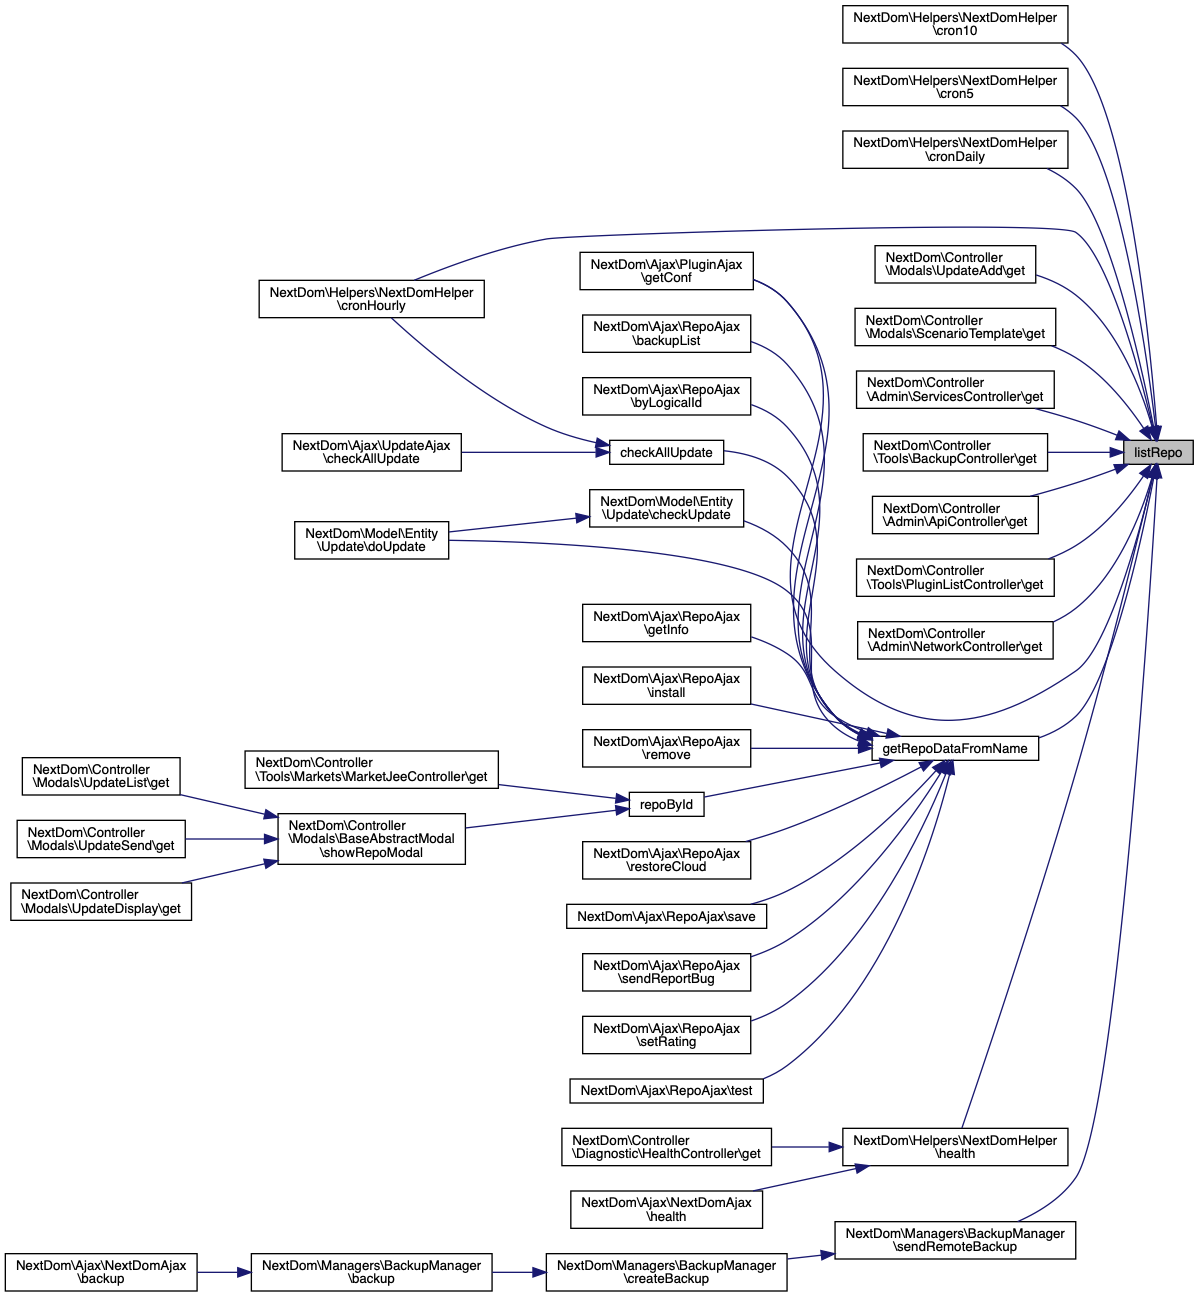 NextDom\Helpers\NextDomHelper
\cron10
NextDom\Helpers\NextDomHelper
\cron5
NextDom\Helpers\NextDomHelper
\cronDaily
NextDom\Helpers\NextDomHelper
\cronHourly
NextDom\Ajax\PluginAjax
\getConf
NextDom\Controller
\Modals\UpdateAdd\get
NextDom\Ajax\RepoAjax
\backupList
NextDom\Controller
\Modals\ScenarioTemplate\get
NextDom\Ajax\RepoAjax
\byLogicalId
NextDom\Controller
\Admin\ServicesController\get
NextDom\Ajax\UpdateAjax
\checkAllUpdate
checkAllUpdate
NextDom\Controller
\Tools\BackupController\get
listRepo
NextDom\Model\Entity
\Update\doUpdate
NextDom\Model\Entity
\Update\checkUpdate
NextDom\Controller
\Admin\ApiController\get
NextDom\Controller
\Tools\PluginListController\get
NextDom\Ajax\RepoAjax
\getInfo
NextDom\Controller
\Admin\NetworkController\get
NextDom\Ajax\RepoAjax
\install
NextDom\Ajax\RepoAjax
\remove
getRepoDataFromName
NextDom\Controller
\Modals\UpdateList\get
NextDom\Controller
\Tools\Markets\MarketJeeController\get
repoById
NextDom\Controller
\Modals\UpdateSend\get
NextDom\Controller
\Modals\BaseAbstractModal
\showRepoModal
NextDom\Ajax\RepoAjax
\restoreCloud
NextDom\Controller
\Modals\UpdateDisplay\get
NextDom\Ajax\RepoAjax\save
NextDom\Ajax\RepoAjax
\sendReportBug
NextDom\Ajax\RepoAjax
\setRating
NextDom\Ajax\RepoAjax\test
NextDom\Controller
\Diagnostic\HealthController\get
NextDom\Helpers\NextDomHelper
\health
NextDom\Ajax\NextDomAjax
\health
NextDom\Managers\BackupManager
\sendRemoteBackup
NextDom\Ajax\NextDomAjax
\backup
NextDom\Managers\BackupManager
\backup
NextDom\Managers\BackupManager
\createBackup